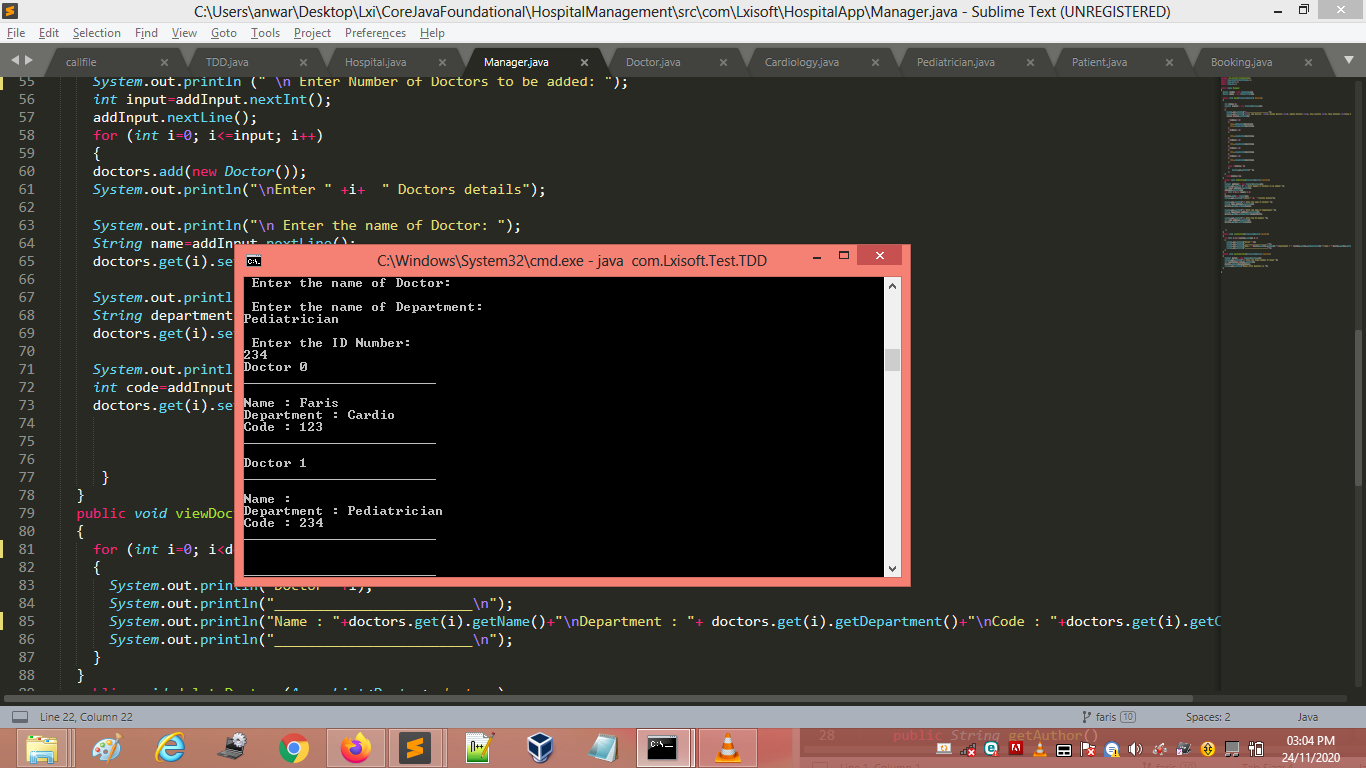 C:\Users\anwar\Desktop\Lxi\CoreJavaFoundational\HospitalManagement\src\com\Lxisoft\HospitalApp\Manager.java - Sublime Text (UNREGISTERED)
File Edit Selection Find View Goto Tools Project Preferences Help
callfile TDD.java Hospital.java Manager.java Doctor.java Cardiology.java Pediatrician.java Patient.java Booking.java
55 System.out.println (" \n Enter Number of Doctors to be added: ");
56 int input=addInput.nextInt();
57 addInput.nextLine();
58 for (int i=0; i<=input; i++)
59 {
60 doctors.add(new Doctor());
61 System.out.println("\nEnter " +i+  " Doctors details");
62
63 System.out.println("\n Enter the name of Doctor: ");
64 String name=addInput.nextLine();
65 doctors.get(i).se
66
67 System.out.printl
68 String department
69 doctors.get(i).se
70
71 System.out.printl
72 int code=addInput
73 doctors.get(i).se
74
75
76
77 }
78 }
79 public void viewDoc
80 {
81 for (int i=0; i<d
82 {
83 System.out.println("Doctor "+i);
84 System.out.println("________________________\n");
85 System.out.println("Name : "+doctors.get(i).getName()+"\nDepartment : "+ doctors.get(i).getDepartment()+"\nCode : "+doctors.get(i).getC
86 System.out.println("________________________\n");
87 }
88 }
C:\Windows\System32\cmd.exe - java  com.Lxisoft.Test.TDD
Enter the name of Doctor:
Enter the name of Department:
Pediatrician
Enter the ID Number:
234
Doctor 0
________________________
Name : Faris
Department : Cardio
Code : 123
________________________
Doctor 1
________________________
Name :
Department : Pediatrician
Code : 234
________________________
________________________
Line 22, Column 22
faris 10
Spaces: 2
Java
28 public String getAuthor()
03:04 PM
24/11/2020